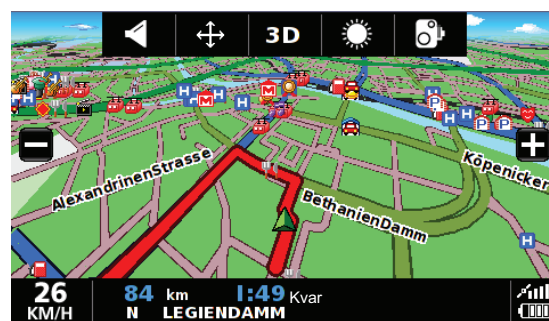 3D
AlexandrinenStrasse
Köpenicker
BethanienDamm
26
KM/H
84 km 1:49 Kvar
N LEGIENDAMM
H
H
H
H
H
H
H
M
M
P
P
P